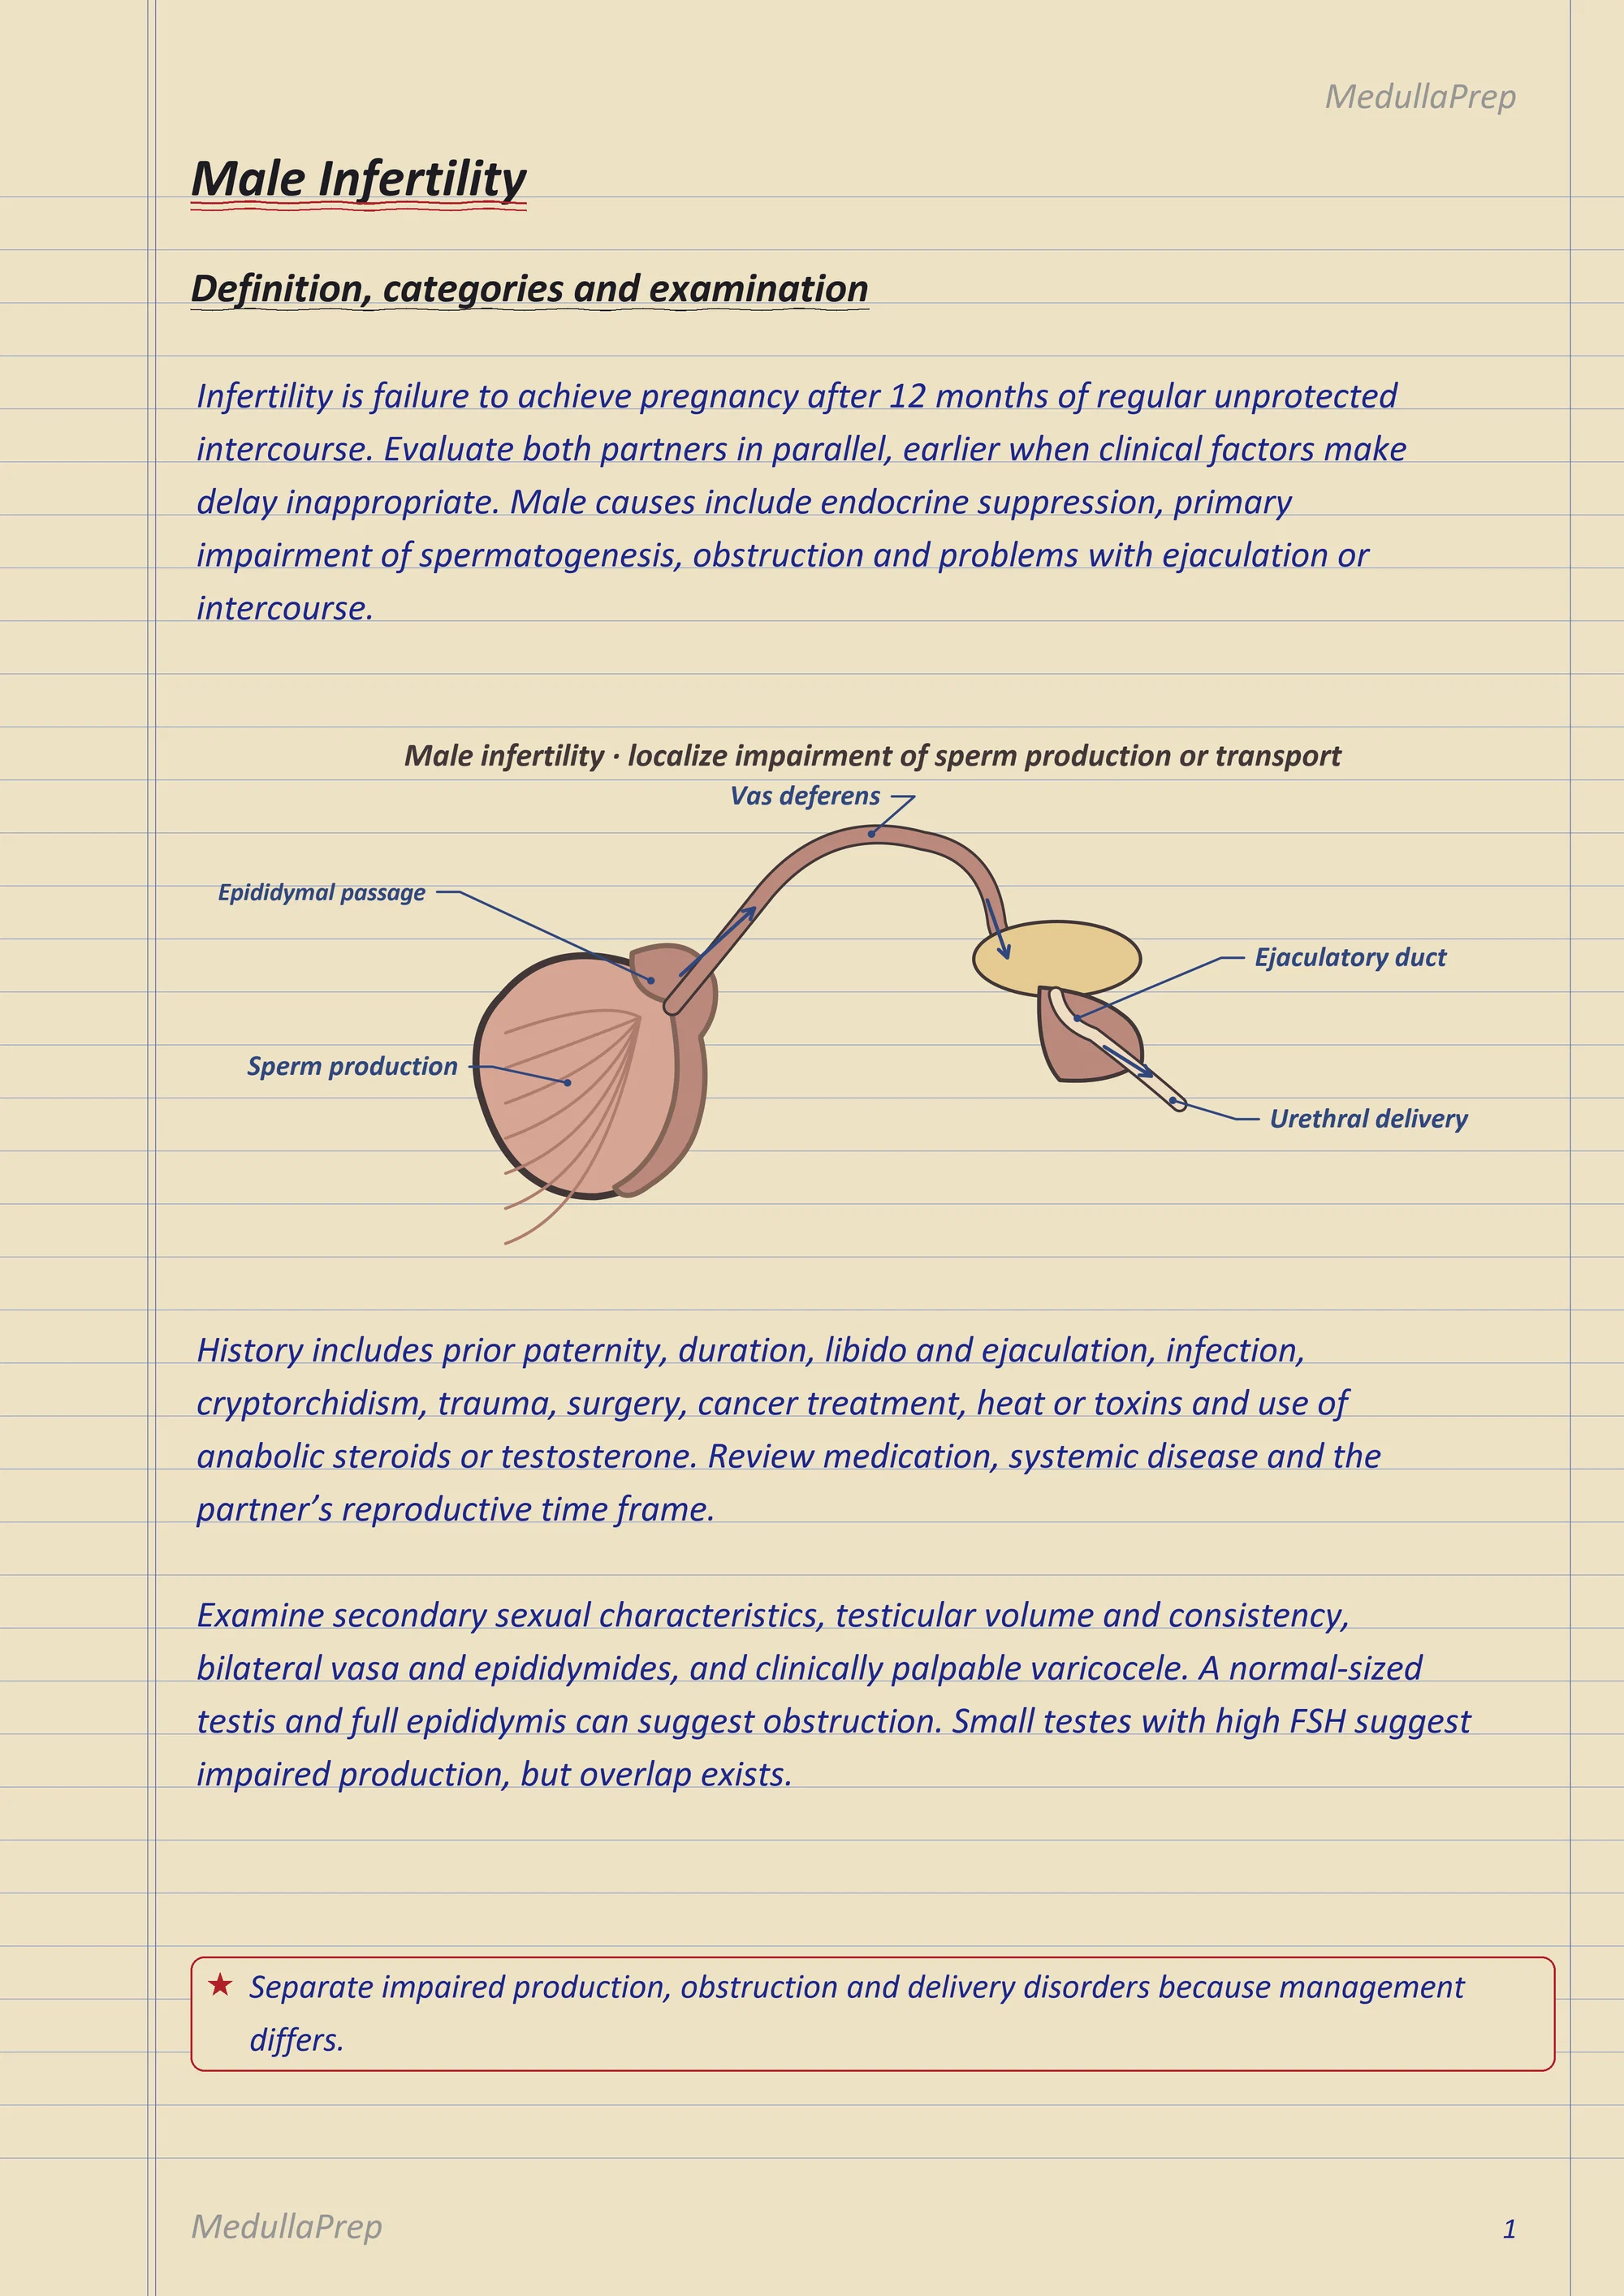 MedullaPrep
Male Infertility
Definition, categories and examination
Infertility is failure to achieve pregnancy after 12 months of regular unprotected
intercourse. Evaluate both partners in parallel, earlier when clinical factors make
delay inappropriate. Male causes include endocrine suppression, primary
impairment of spermatogenesis, obstruction and problems with ejaculation or
intercourse.
Male infertility · localize impairment of sperm production or transport
Vas deferens
Epididymal passage
Ejaculatory duct
Sperm production
Urethral delivery
History includes prior paternity, duration, libido and ejaculation, infection,
cryptorchidism, trauma, surgery, cancer treatment, heat or toxins and use of
anabolic steroids or testosterone. Review medication, systemic disease and the
partner’s reproductive time frame.
Examine secondary sexual characteristics, testicular volume and consistency,
bilateral vasa and epididymides, and clinically palpable varicocele. A normal-sized
testis and full epididymis can suggest obstruction. Small testes with high FSH suggest
impaired production, but overlap exists.
★ Separate impaired production, obstruction and delivery disorders because management
differs.
MedullaPrep
1